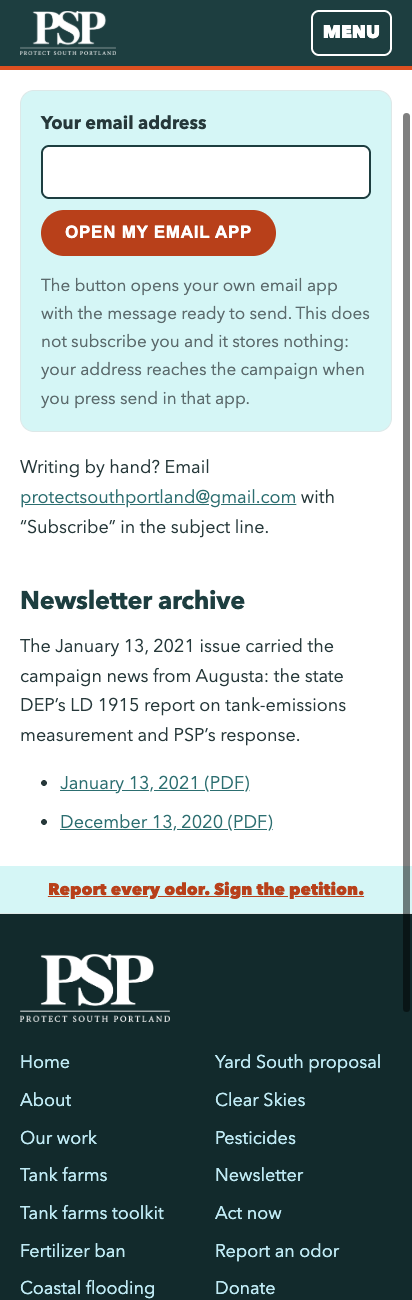 PSP
PROTECT SOUTH PORTLAND
MENU
Your email address
OPEN MY EMAIL APP
The button opens your own email app
with the message ready to send. This does
not subscribe you and it stores nothing:
your address reaches the campaign when
you press send in that app.
Writing by hand? Email
protectsouthportland@gmail.com with
“Subscribe” in the subject line.
Newsletter archive
The January 13, 2021 issue carried the
campaign news from Augusta: the state
DEP’s LD 1915 report on tank-emissions
measurement and PSP’s response.
January 13, 2021 (PDF)
December 13, 2020 (PDF)
Report every odor. Sign the petition.
PSP
PROTECT SOUTH PORTLAND
Home
About
Our work
Tank farms
Tank farms toolkit
Fertilizer ban
Coastal flooding
Yard South proposal
Clear Skies
Pesticides
Newsletter
Act now
Report an odor
Donate